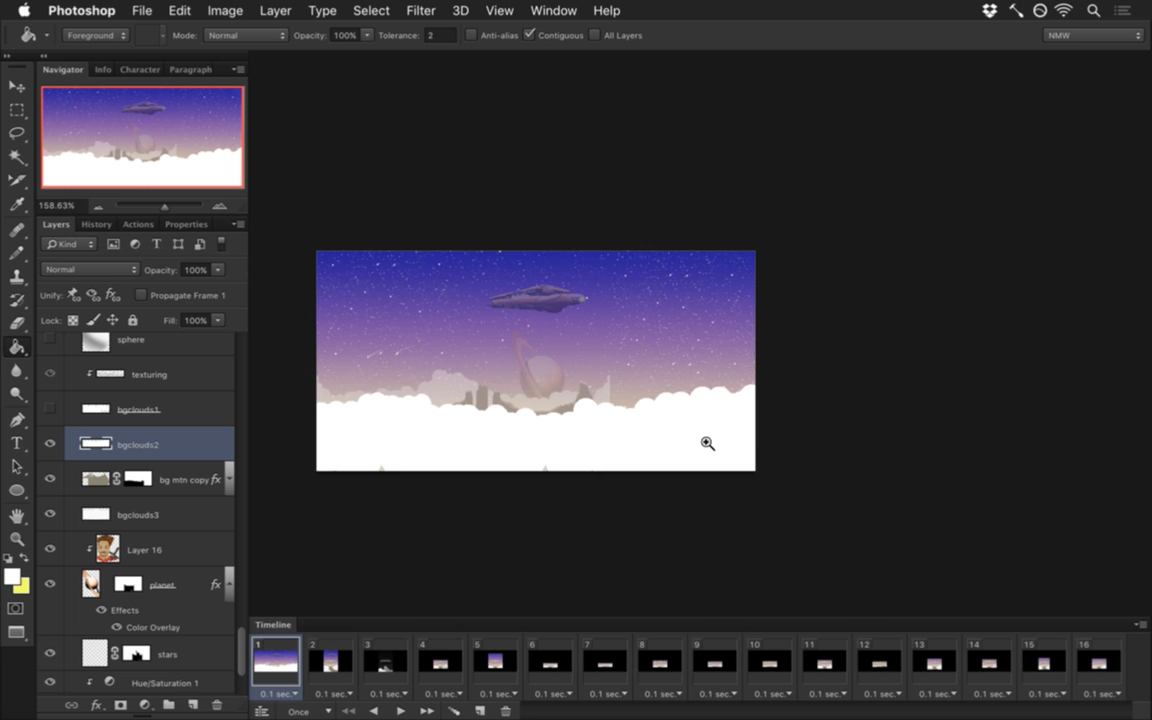 Photoshop File Edit Image Layer Type Select Filter 3D View Window Help
Foreground Mode: Normal Opacity: 100% Tolerance: 2 Anti-alias Contiguous All Layers NMW
Navigator Info Character Paragraph
158.63%
Layers History Actions Properties
Kind
Normal Opacity: 100%
Unify: Propagate Frame 1
Lock: Fill: 100%
sphere
texturing
bgclouds1
bgclouds2
bg mtn copy fx
bgclouds3
Layer 16
planet fx
Effects
Color Overlay
stars
Hue/Saturation 1
fx
Timeline
1 2 3 4 5 6 7 8 9 10 11 12 13 14 15 16
0.1 sec. 0.1 sec. 0.1 sec. 0.1 sec. 0.1 sec. 0.1 sec. 0.1 sec. 0.1 sec. 0.1 sec. 0.1 sec. 0.1 sec. 0.1 sec. 0.1 sec. 0.1 sec. 0.1 sec. 0.1 sec.
Once